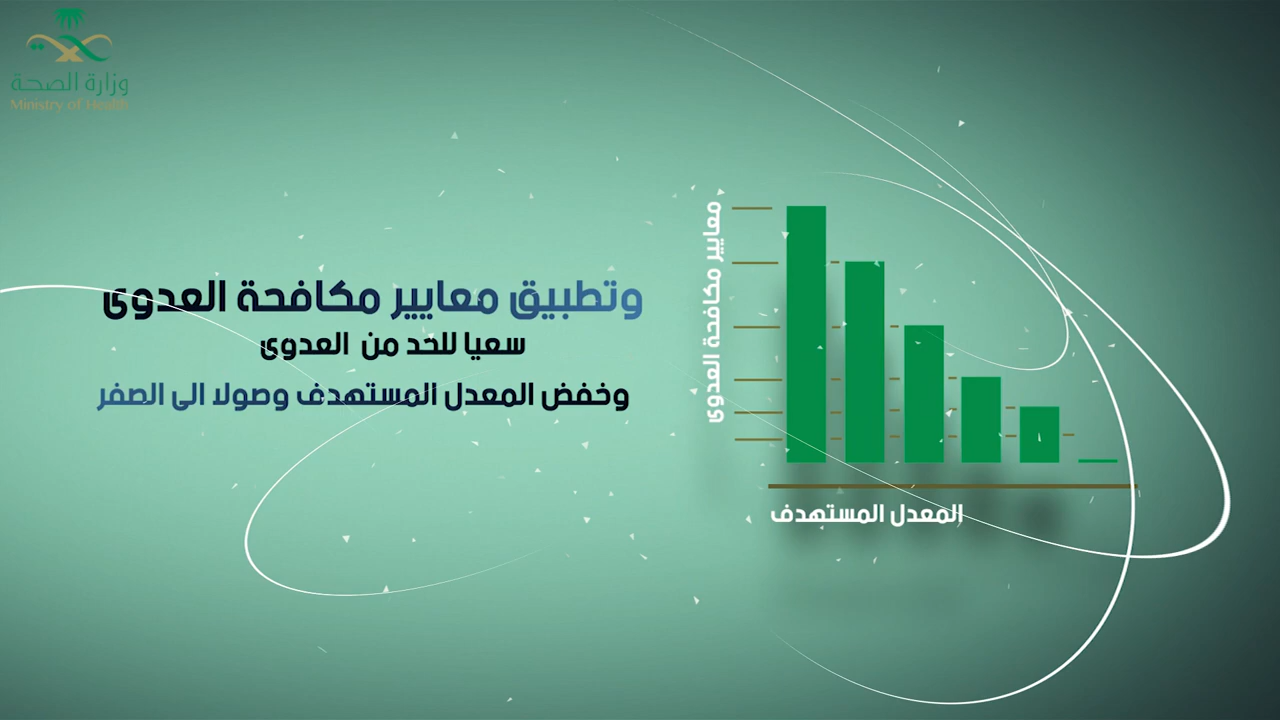 وزارة الصحة
Ministry of Health
وتطبيق معايير مكافحة العدوى
سعيا للحد من العدوى
وخفض المعدل المستهدف وصولا الى الصفر
معايير مكافحة العدوى
المعدل المستهدف